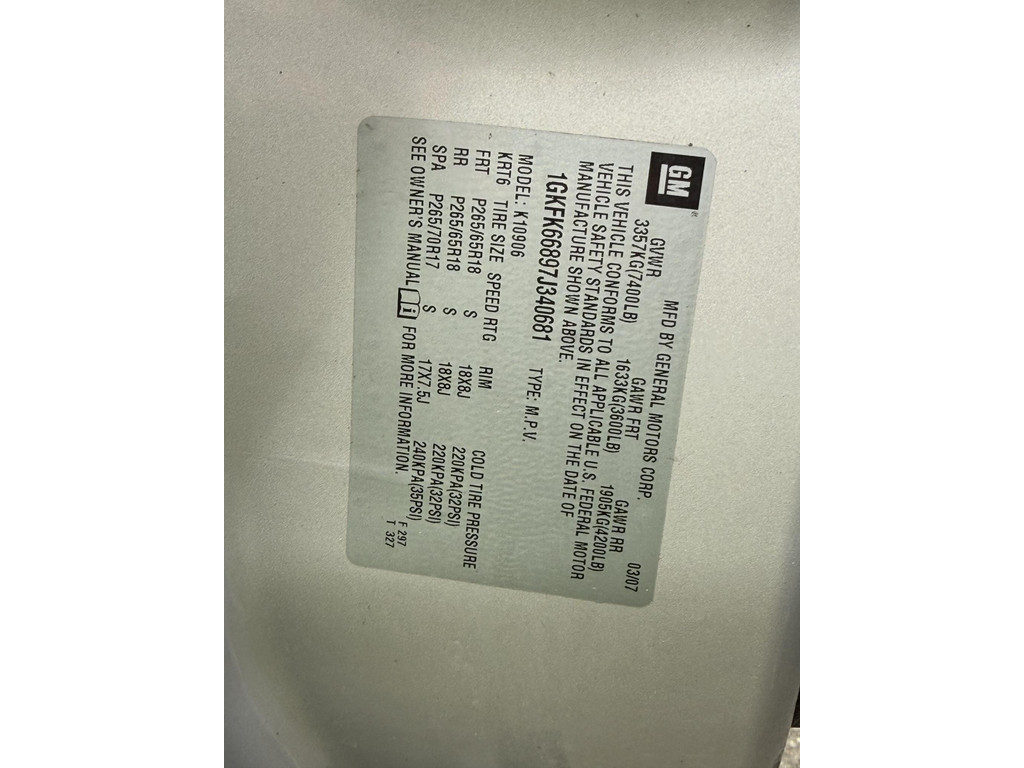 GM
MFD BY GENERAL MOTORS CORP.
03/07
GVWR GAWR FRT GAWR RR
3357KG(7400LB) 1633KG(3600LB) 1905KG(4200LB)
THIS VEHICLE CONFORMS TO ALL APPLICABLE U.S. FEDERAL MOTOR
VEHICLE SAFETY STANDARDS IN EFFECT ON THE DATE OF
MANUFACTURE SHOWN ABOVE.
1GKFK66897J340681 TYPE: M.P.V.
MODEL: K10906
KRT6 TIRE SIZE SPEED RTG RIM COLD TIRE PRESSURE
FRT P265/65R18 S 18X8J 220KPA(32PSI)
RR P265/65R18 S 18X8J 220KPA(32PSI)
SPA P265/70R17 S 17X7.5J 240KPA(35PSI)
SEE OWNER'S MANUAL i FOR MORE INFORMATION.
F 297
T 327